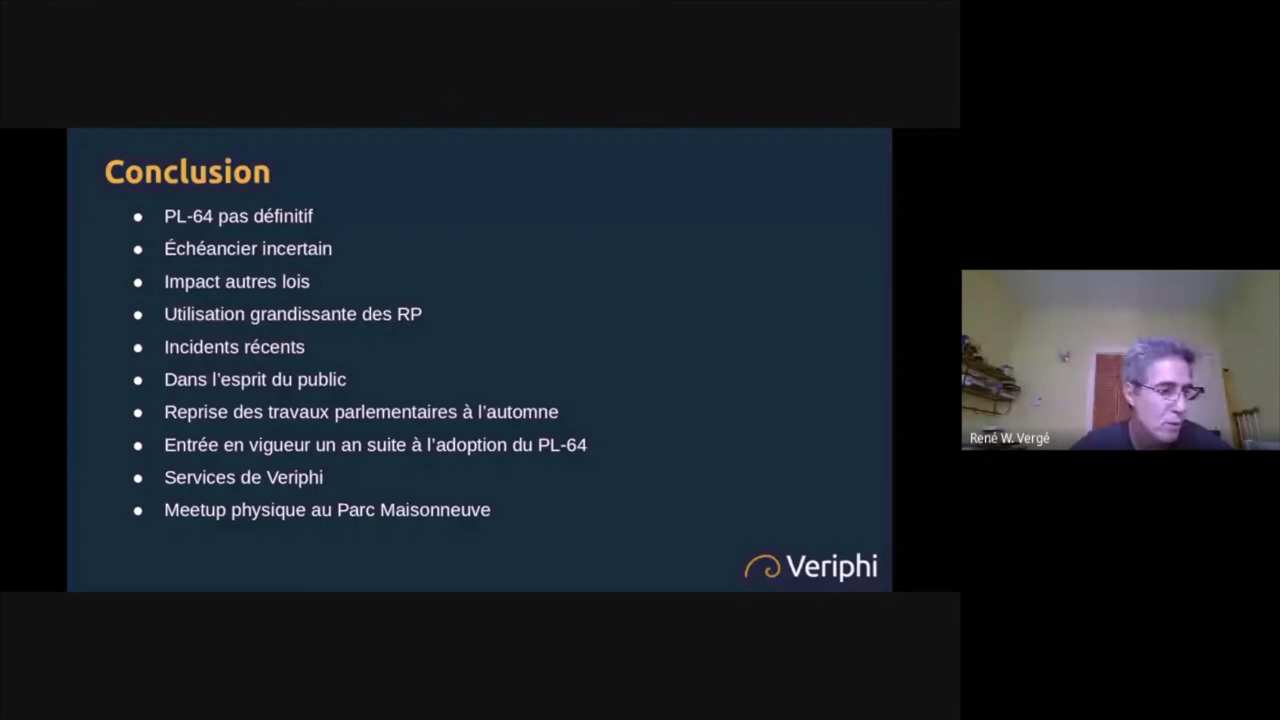 Conclusion
● PL-64 pas définitif
● Échéancier incertain
● Impact autres lois
● Utilisation grandissante des RP
● Incidents récents
● Dans l'esprit du public
● Reprise des travaux parlementaires à l'automne
● Entrée en vigueur un an suite à l'adoption du PL-64
● Services de Veriphi
● Meetup physique au Parc Maisonneuve
Veriphi
René W. Vergé